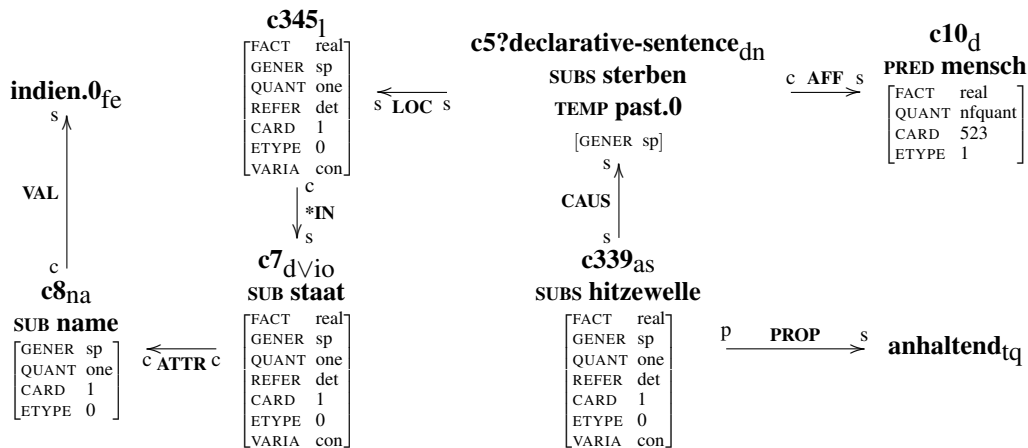 c345l
FACT real
GENER sp
QUANT one
REFER det
CARD 1
ETYPE 0
VARIA con
c5?declarative-sentencedn
SUBS sterben
TEMP past.0
[GENER sp]
c10d
PRED mensch
FACT real
QUANT nfquant
CARD 523
ETYPE 1
indien.0fe
s
s LOC s
c AFF s
s
VAL
c
*IN
s
CAUS
s
c
c7d∨io
SUB staat
FACT real
GENER sp
QUANT one
REFER det
CARD 1
ETYPE 0
VARIA con
c339as
SUBS hitzewelle
FACT real
GENER sp
QUANT one
REFER det
CARD 1
ETYPE 0
VARIA con
c8na
SUB name
GENER sp
QUANT one
CARD 1
ETYPE 0
c ATTR c
p PROP s
anhaltendtq